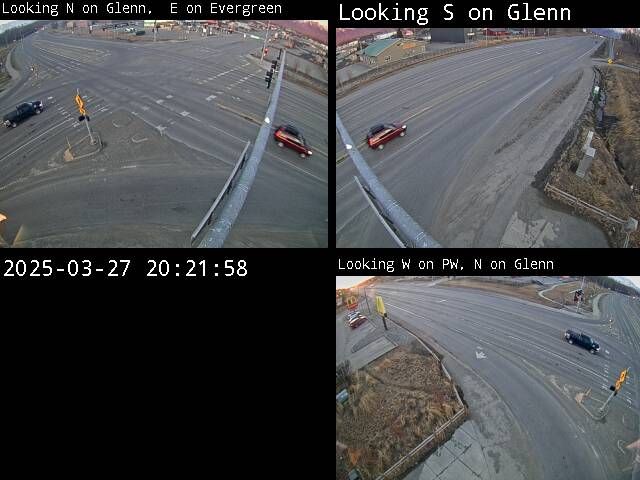 Looking N on Glenn,  E on Evergreen
Looking S on Glenn
2025-03-27 20:21:58
Looking W on PW, N on Glenn